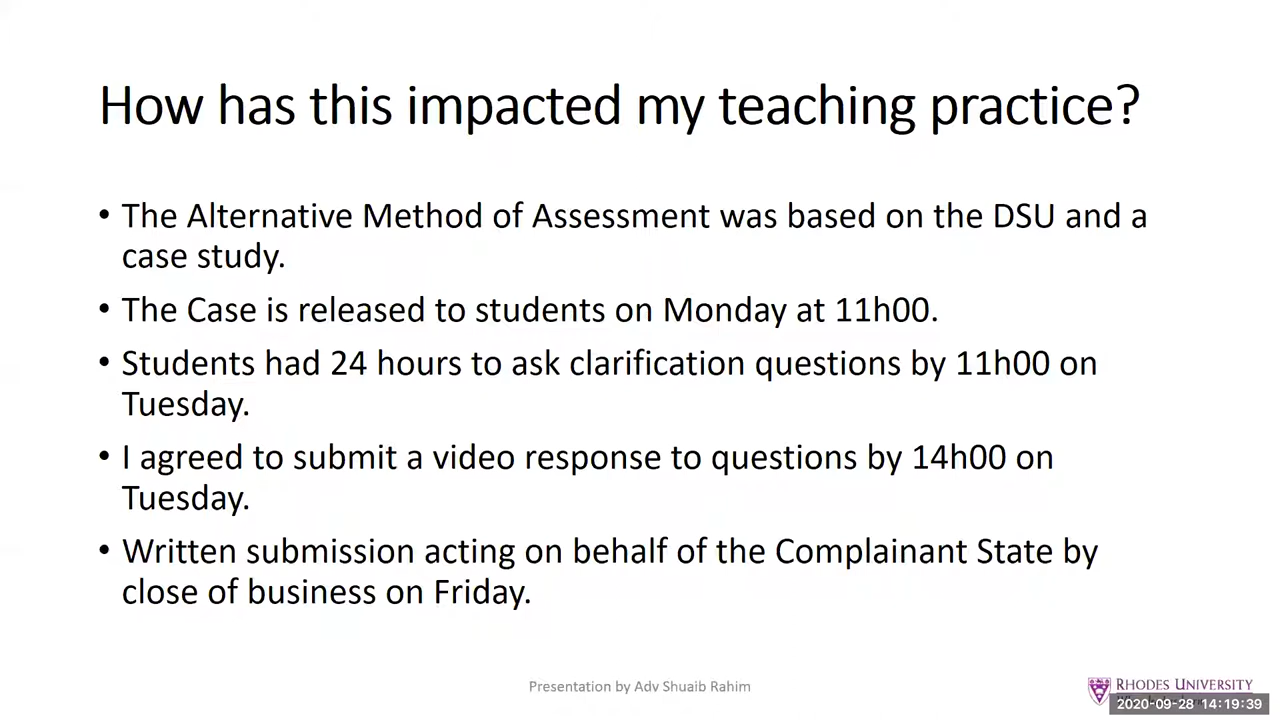 How has this impacted my teaching practice?
• The Alternative Method of Assessment was based on the DSU and a
case study.
• The Case is released to students on Monday at 11h00.
• Students had 24 hours to ask clarification questions by 11h00 on
Tuesday.
• I agreed to submit a video response to questions by 14h00 on
Tuesday.
• Written submission acting on behalf of the Complainant State by
close of business on Friday.
Presentation by Adv Shuaib Rahim
RHODES UNIVERSITY
2020-09-28 14:19:39